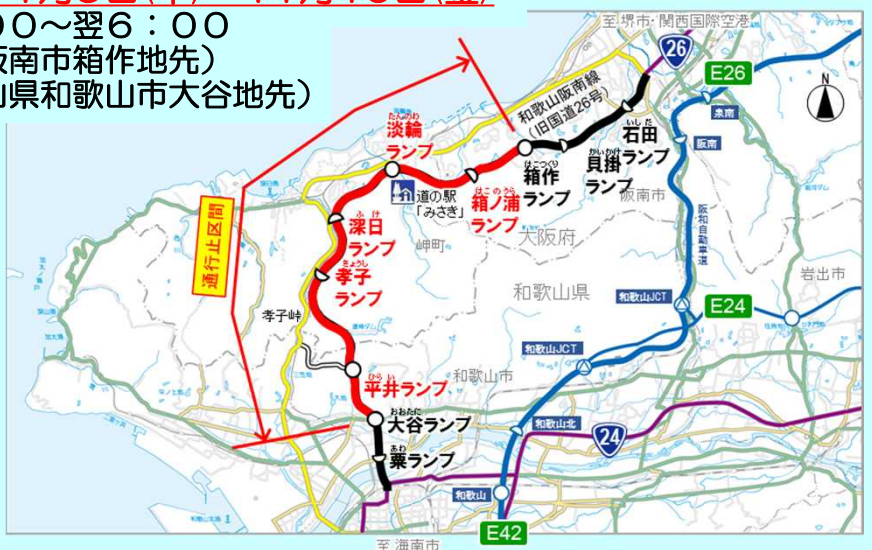 ００～翌６：００
阪南市箱作地先）
山県和歌山市大谷地先）
至 堺市・関西国際空港
26
E26
N
和歌山阪南線
（旧国道26号）
泉南
阪南
いしだ
石田
ランプ
かいかけ
貝掛
ランプ
はこつくり
箱作
ランプ
たんのわ
淡輪
ランプ
道の駅
「みさき」
はこのうら
箱ノ浦
ランプ
阪南市
大阪府
岬町
阪和自動車道
通行止区間
ふけ
深日
ランプ
きょうし
孝子
ランプ
孝子峠
和歌山県
岩出市
和歌山JCT
E24
和歌山JCT
ひらい
平井ランプ
和歌山市
おおたに
大谷ランプ
和歌山北
24
あわ
粟ランプ
和歌山
E42
至 海南市